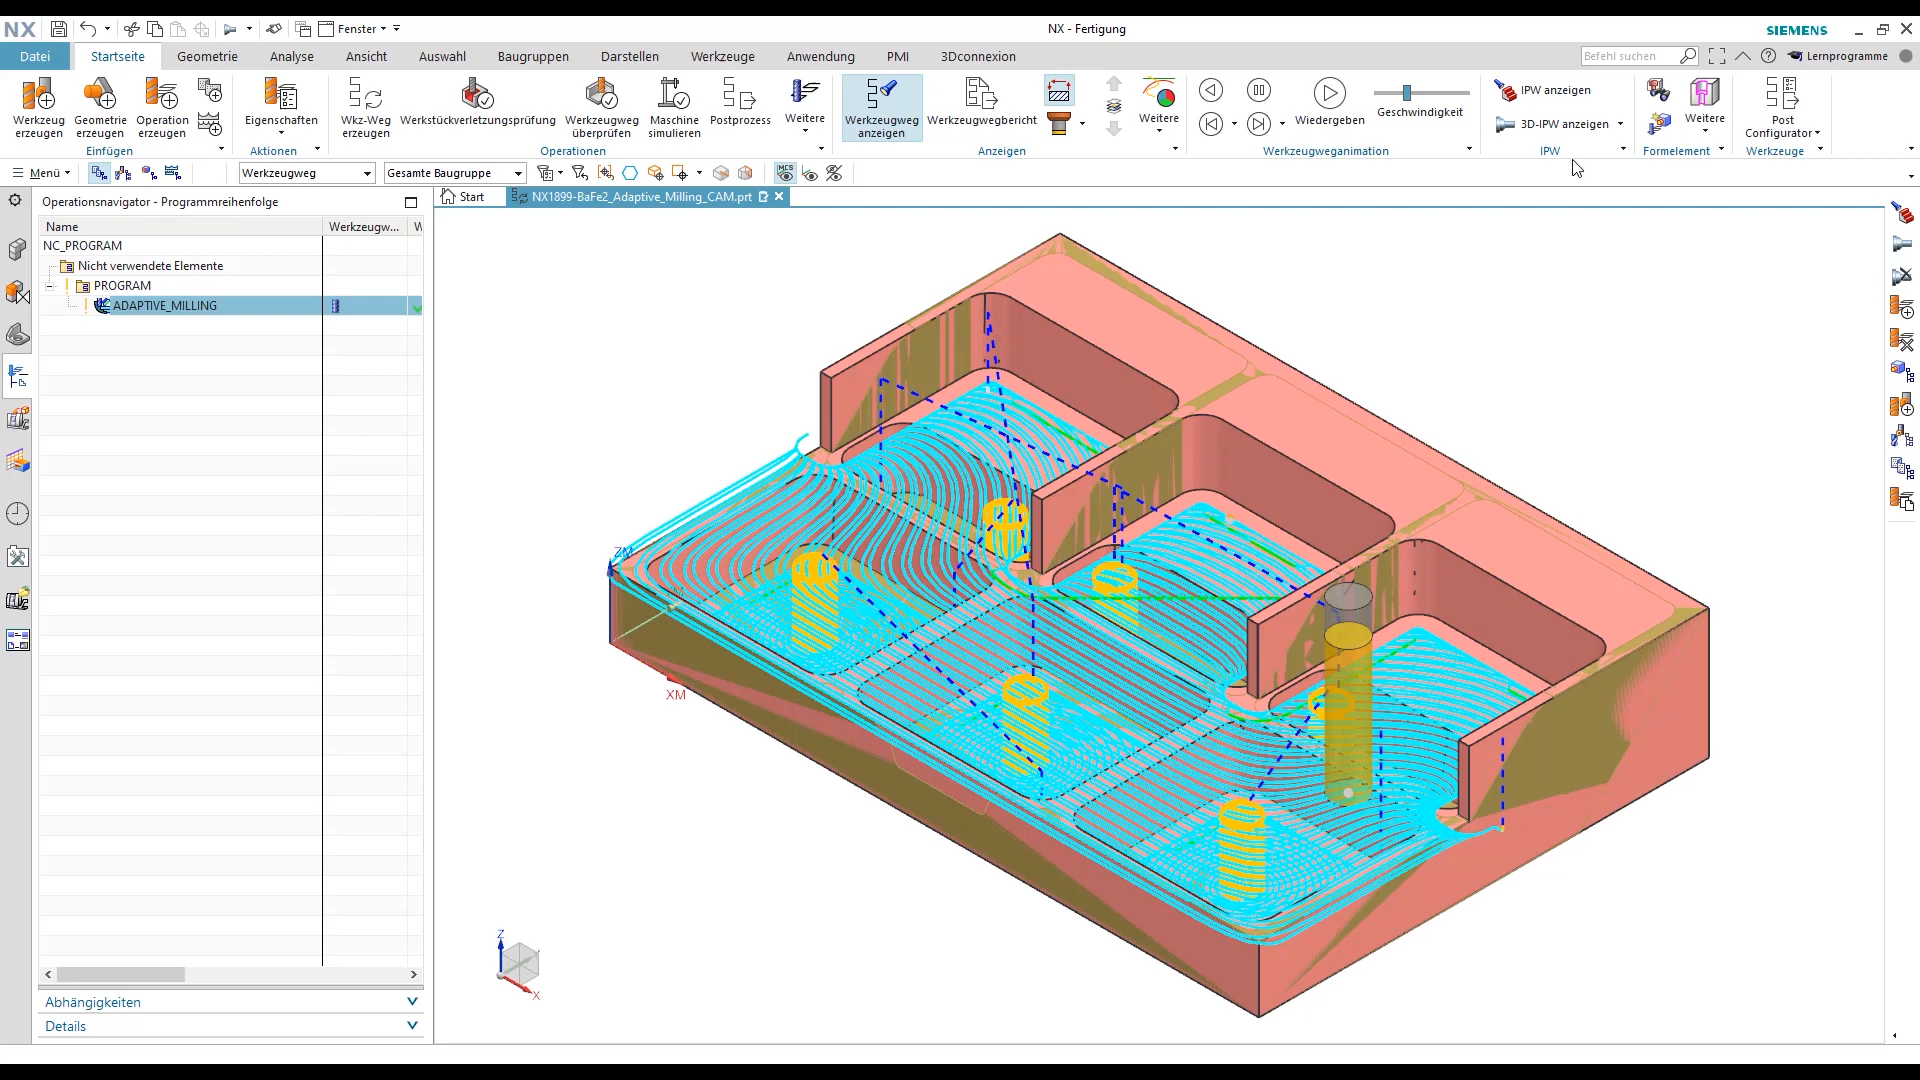 NX Fenster NX - Fertigung SIEMENS
Datei Startseite Geometrie Analyse Ansicht Auswahl Baugruppen Darstellen Werkzeuge Anwendung PMI 3Dconnexion Befehl suchen Lernprogramme
Werkzeug erzeugen
Geometrie erzeugen
Operation erzeugen
Einfügen
Eigenschaften
Aktionen
Wkz-Weg erzeugen
Werkstückverletzungsprüfung
Werkzeugweg überprüfen
Maschine simulieren
Postprozess
Weitere
Operationen
Werkzeugweg anzeigen
Werkzeugwegbericht
Weitere
Anzeigen
Wiedergeben
Geschwindigkeit
Werkzeugweganimation
IPW anzeigen
3D-IPW anzeigen
IPW
Weitere
Formelement
Post Configurator
Werkzeuge
Menü Werkzeugweg Gesamte Baugruppe
MCS
Operationsnavigator - Programmreihenfolge
Start NX1899-BaFe2_Adaptive_Milling_CAM.prt
Name Werkzeugw... W
NC_PROGRAM
Nicht verwendete Elemente
PROGRAM
ADAPTIVE_MILLING
ZM
YM
XM
Z
X
Abhängigkeiten
Details